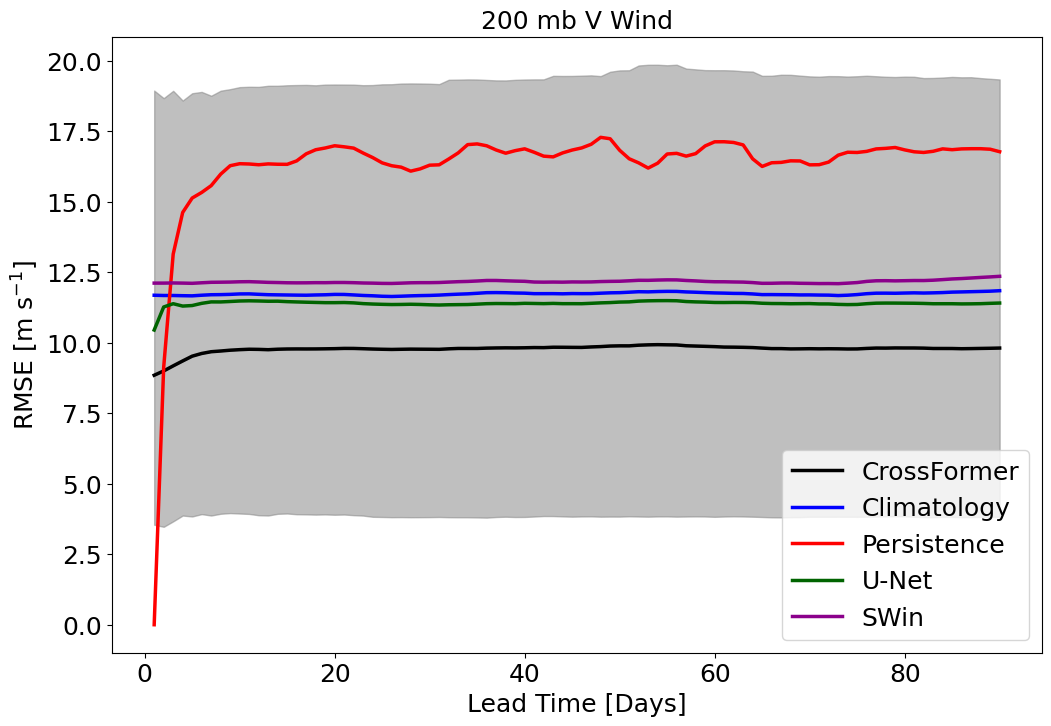 200 mb V Wind
RMSE [m s⁻¹]
20.0
17.5
15.0
12.5
10.0
7.5
5.0
2.5
0.0
CrossFormer
Climatology
Persistence
U-Net
SWin
0 20 40 60 80
Lead Time [Days]